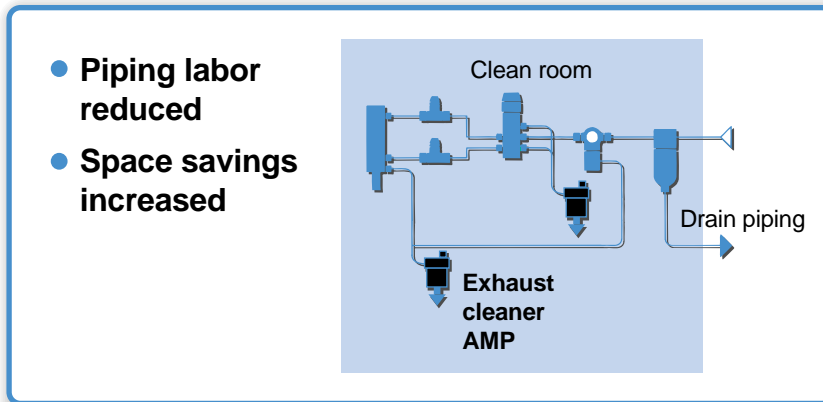 Piping labor
reduced
Space savings
increased
Clean room
Drain piping
Exhaust
cleaner
AMP